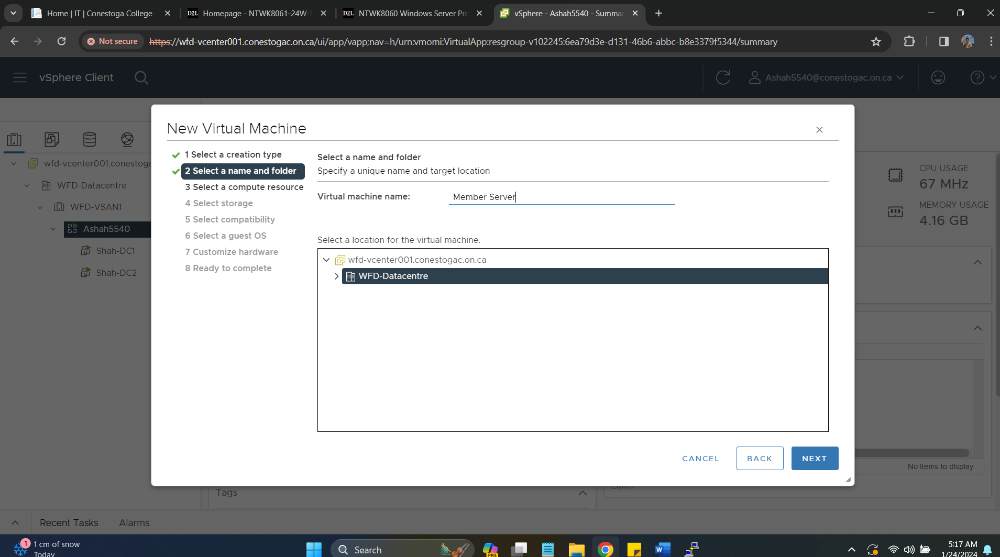 Home | IT | Conestoga College
D2L Homepage - NTWK8061-24W-S
D2L NTWK8060 Windows Server Pro
vSphere - Ashah5540 - Summar
Not secure
https://wfd-vcenter001.conestogac.on.ca/ui/app/vapp;nav=h/urn:vmomi:VirtualApp:resgroup-v102245:6ea79d3e-d131-46b6-abbc-b8e3379f5344/summary
vSphere Client
Ashah5540@conestogac.on.ca
wfd-vcenter001.conestoga
WFD-Datacentre
WFD-VSAN1
Ashah5540
Shah-DC1
Shah-DC2
New Virtual Machine
1 Select a creation type
2 Select a name and folder
3 Select a compute resource
4 Select storage
5 Select compatibility
6 Select a guest OS
7 Customize hardware
8 Ready to complete
Select a name and folder
Specify a unique name and target location
Virtual machine name:
Member Server
Select a location for the virtual machine.
wfd-vcenter001.conestogac.on.ca
WFD-Datacentre
CANCEL
BACK
NEXT
CPU USAGE
67 MHz
MEMORY USAGE
4.16 GB
No items to display
Edit...
Tags
Recent Tasks
Alarms
1
1 cm of snow
Today
Search
PRE
W
5:17 AM
1/24/2024